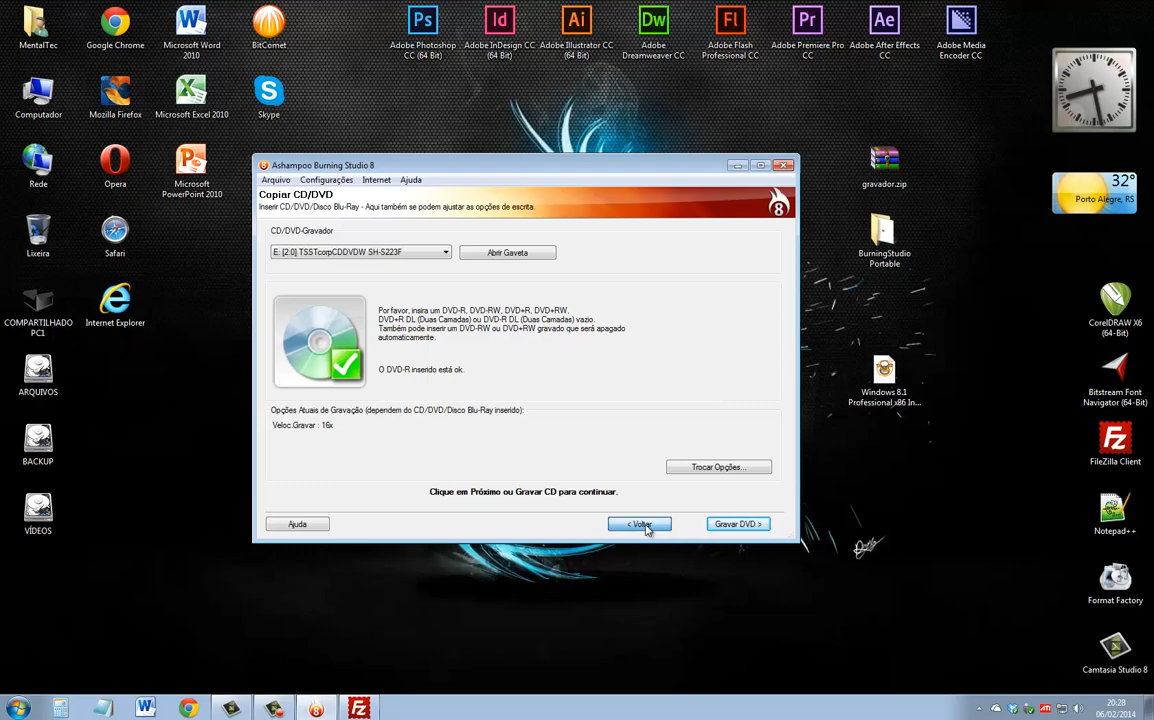 MentalTec
Google Chrome
Microsoft Word
2010
BitComet
Ps
Adobe Photoshop
CC (64 Bit)
Id
Adobe InDesign CC
(64 Bit)
Ai
Adobe Illustrator CC
(64 Bit)
Dw
Adobe
Dreamweaver CC
Fl
Adobe Flash
Professional CC
Pr
Adobe Premiere Pro
CC
Ae
Adobe After Effects
CC
Adobe Media
Encoder CC
Computador
Mozilla Firefox
Microsoft Excel 2010
Skype
Rede
Opera
Microsoft
PowerPoint 2010
Lixeira
Safari
COMPARTILHADO
PC1
Internet Explorer
ARQUIVOS
BACKUP
VÍDEOS
gravador.zip
BurningStudio
Portable
Windows 8.1
Professional x86 In...
32°
Porto Alegre, RS
CorelDRAW X6
(64-Bit)
Bitstream Font
Navigator (64-Bit)
FileZilla Client
Notepad++
Format Factory
Camtasia Studio 8
Ashampoo Burning Studio 8
Arquivo Configurações Internet Ajuda
Copiar CD/DVD
Inserir CD/DVD/Disco Blu-Ray - Aqui também se podem ajustar as opções de escrita.
8
CD/DVD-Gravador
E: [2:0] TSSTcorpCDDVDW SH-S223F
Abrir Gaveta
Por favor, insira um DVD-R, DVD-RW, DVD+R, DVD+RW,
DVD+R DL (Duas Camadas) ou DVD-R DL (Duas Camadas) vazio.
Também pode inserir um DVD-RW ou DVD+RW gravado que será apagado
automaticamente.
O DVD-R inserido está ok.
Opções Atuais de Gravação (dependem do CD/DVD/Disco Blu-Ray inserido):
Veloc.Gravar : 16x
Trocar Opções...
Clique em Próximo ou Gravar CD para continuar.
Ajuda
< Voltar
Gravar DVD >
20:28
06/02/2014